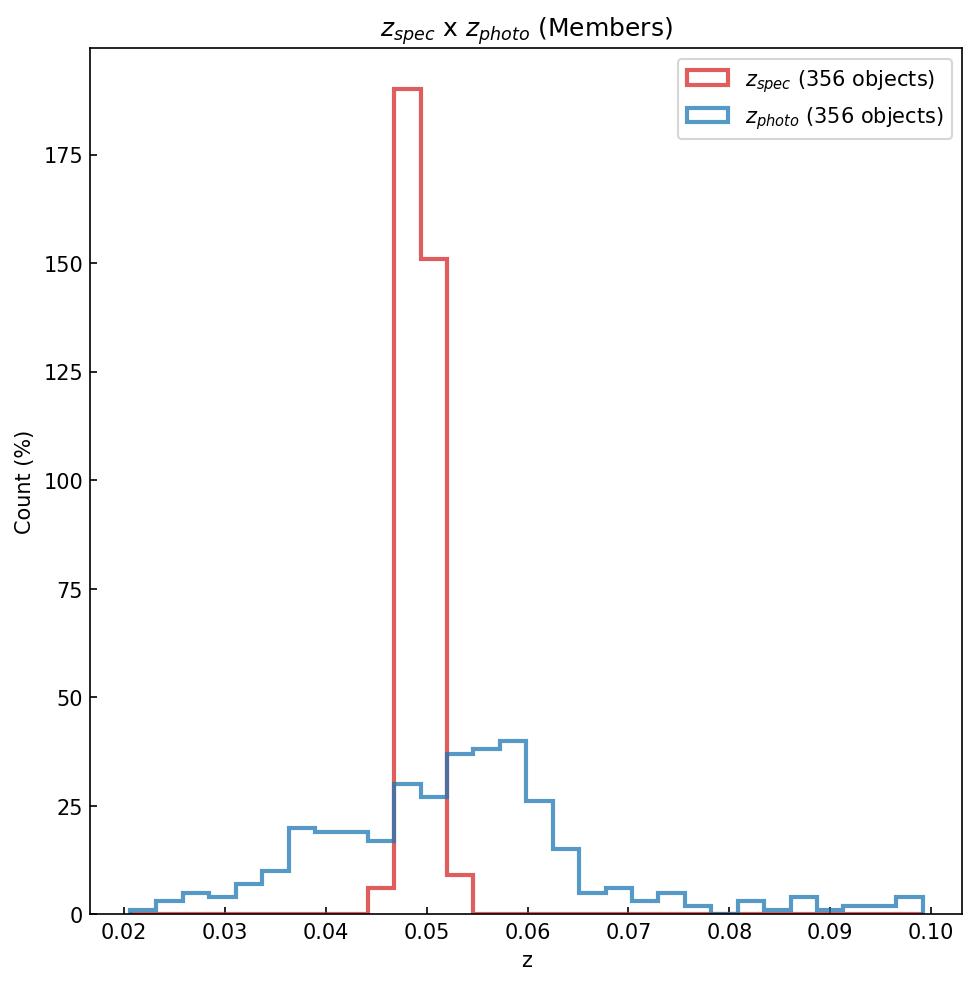 z_spec x z_photo (Members)
z_spec (356 objects)
z_photo (356 objects)
Count (%)
175
150
125
100
75
50
25
0
0.02 0.03 0.04 0.05 0.06 0.07 0.08 0.09 0.10
z